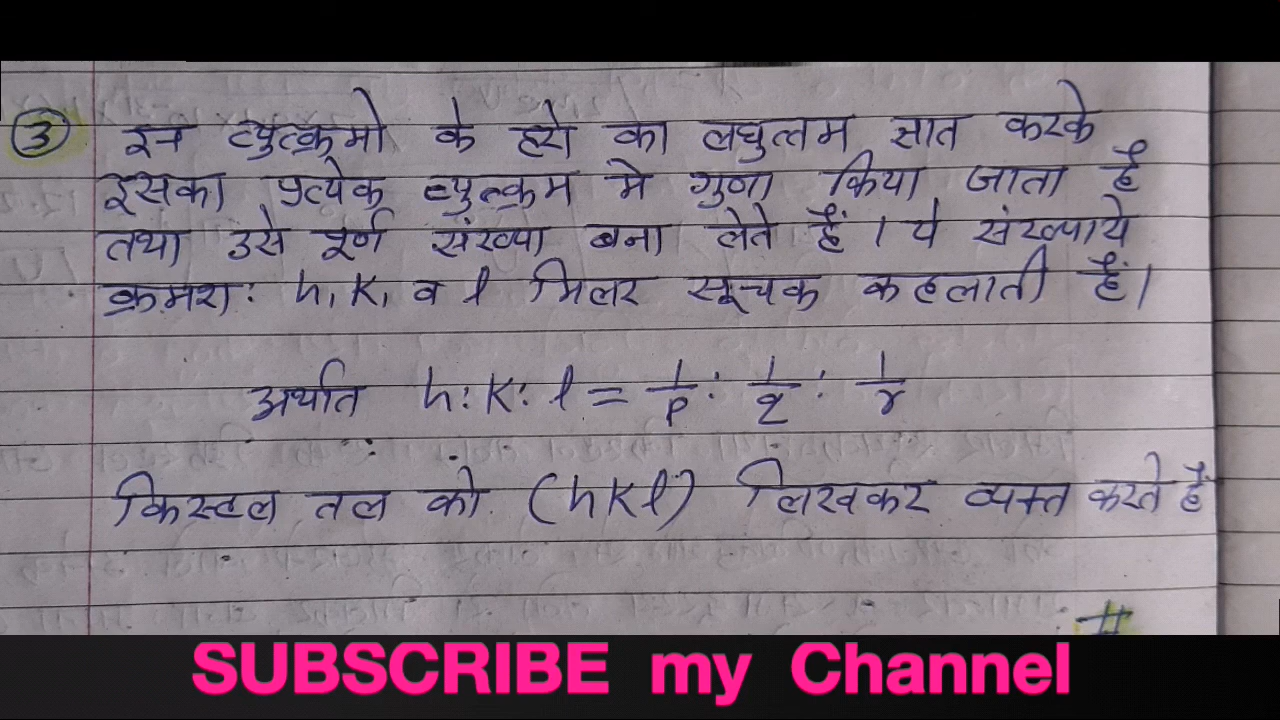 ③ इन व्युत्क्रमो के हरो का लघुत्तम सात करके
इसका प्रत्येक व्युत्क्रम मे गुणा किया जाता है
तथा उसे पूर्ण संख्या बना लेते हैं । ये संख्याये
क्रमशः h, K, व l मिलर सूचक कहलाती हैं।
अर्थात h:K:l = 1/p : 1/q : 1/r
क्रिस्टल तल को (hKl) लिखकर व्यक्त करते हैं
#
SUBSCRIBE my Channel